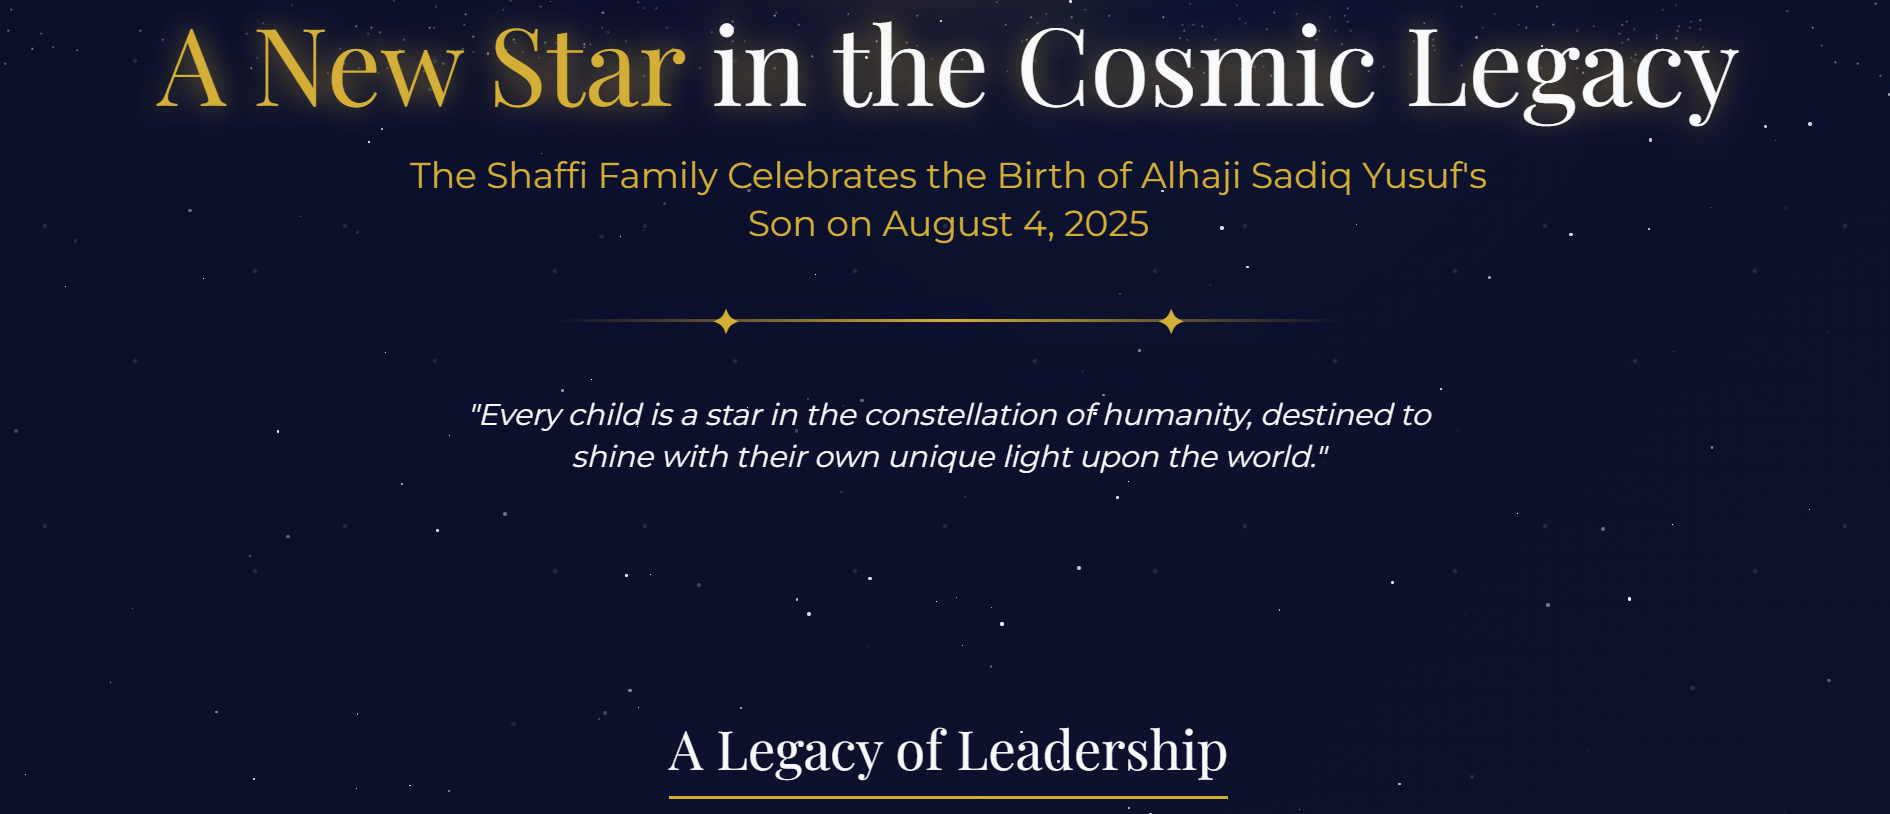 A New Star in the Cosmic Legacy
The Shaffi Family Celebrates the Birth of Alhaji Sadiq Yusuf's
Son on August 4, 2025
"Every child is a star in the constellation of humanity, destined to
shine with their own unique light upon the world."
A Legacy of Leadership